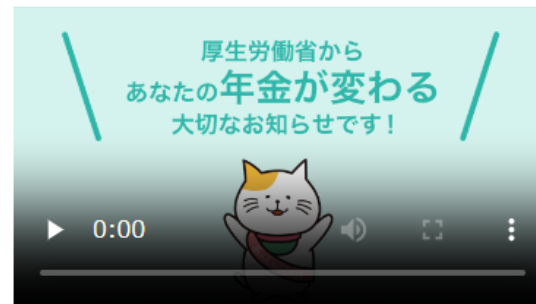 厚生労働省から
あなたの年金が変わる
大切なお知らせです！
0:00